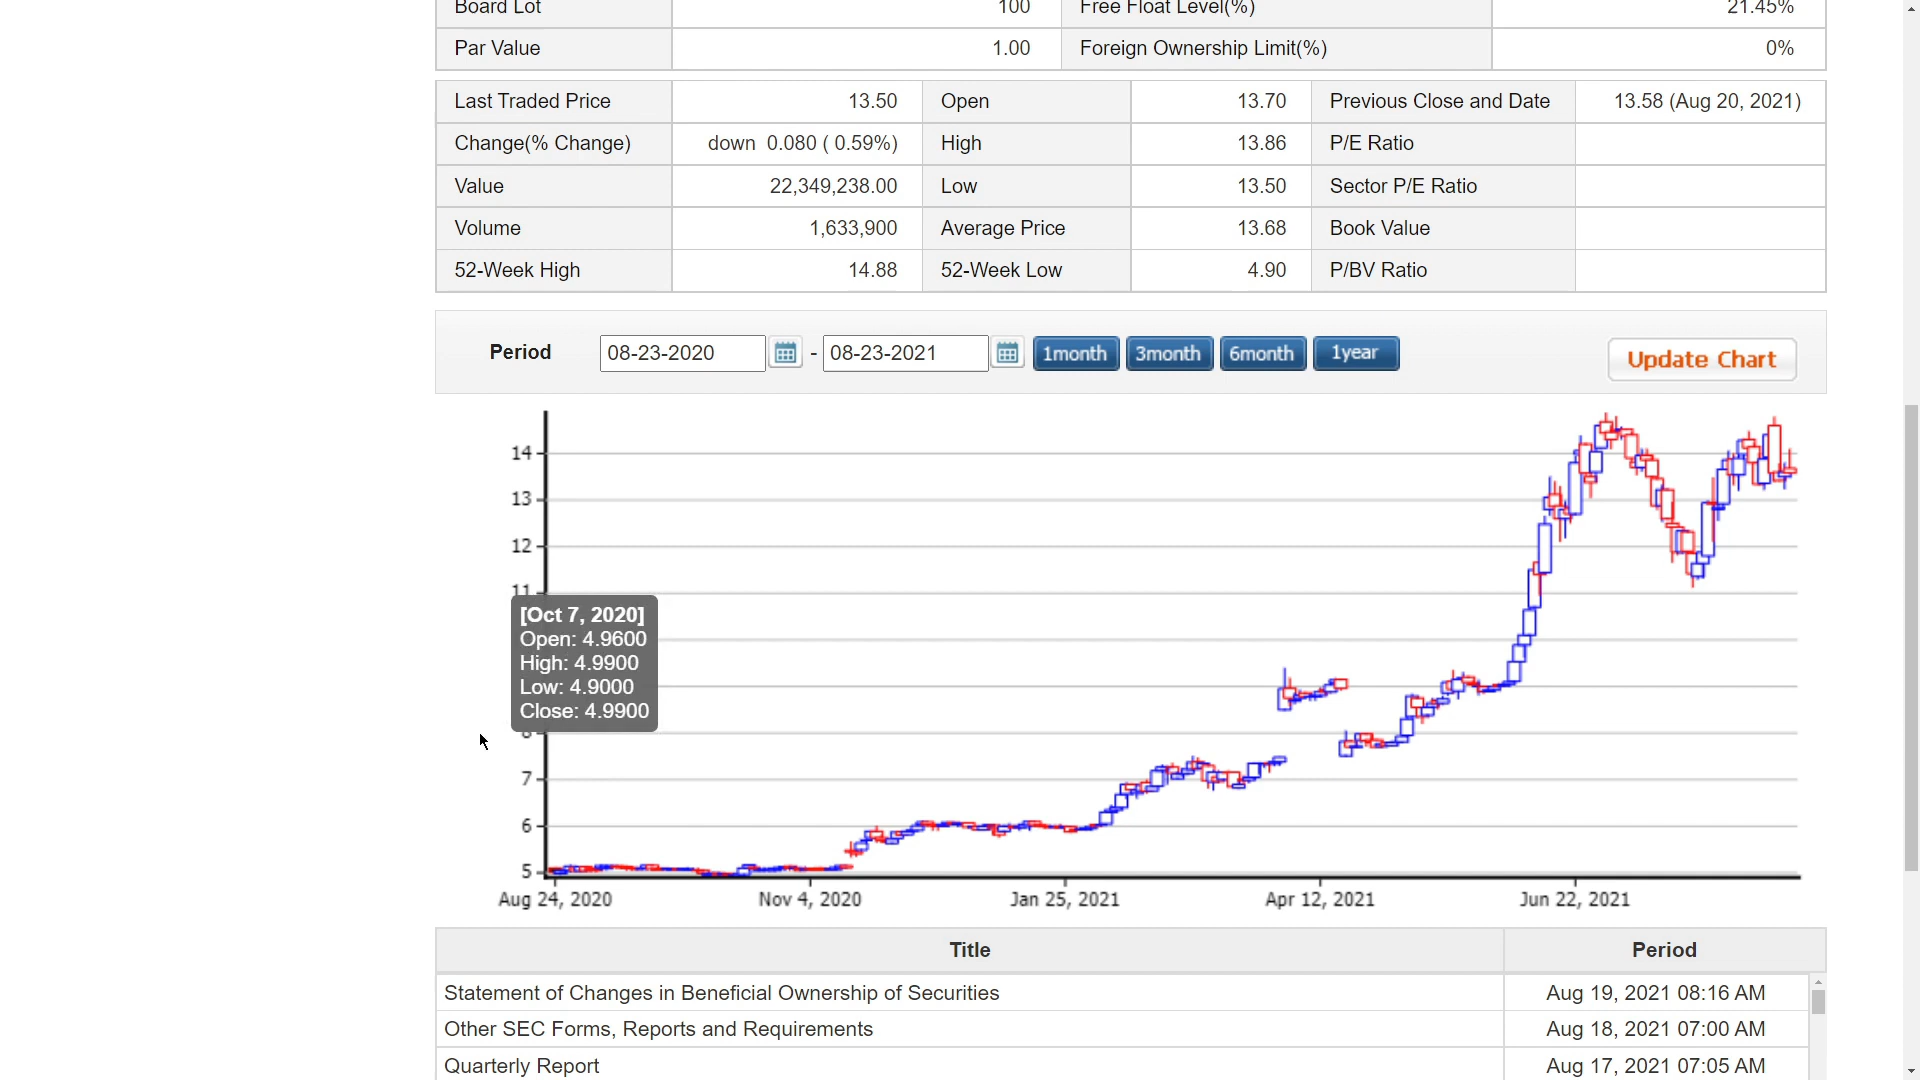 Board Lot 100 Free Float Level(%) 21.45%
Par Value 1.00 Foreign Ownership Limit(%) 0%
Last Traded Price 13.50 Open 13.70 Previous Close and Date 13.58 (Aug 20, 2021)
Change(% Change) down 0.080 ( 0.59%) High 13.86 P/E Ratio
Value 22,349,238.00 Low 13.50 Sector P/E Ratio
Volume 1,633,900 Average Price 13.68 Book Value
52-Week High 14.88 52-Week Low 4.90 P/BV Ratio
Period 08-23-2020 - 08-23-2021 1month 3month 6month 1year Update Chart
14
13
12
11
[Oct 7, 2020]
Open: 4.9600
High: 4.9900
Low: 4.9000
Close: 4.9900
8
7
6
5
Aug 24, 2020 Nov 4, 2020 Jan 25, 2021 Apr 12, 2021 Jun 22, 2021
Title Period
Statement of Changes in Beneficial Ownership of Securities Aug 19, 2021 08:16 AM
Other SEC Forms, Reports and Requirements Aug 18, 2021 07:00 AM
Quarterly Report Aug 17, 2021 07:05 AM